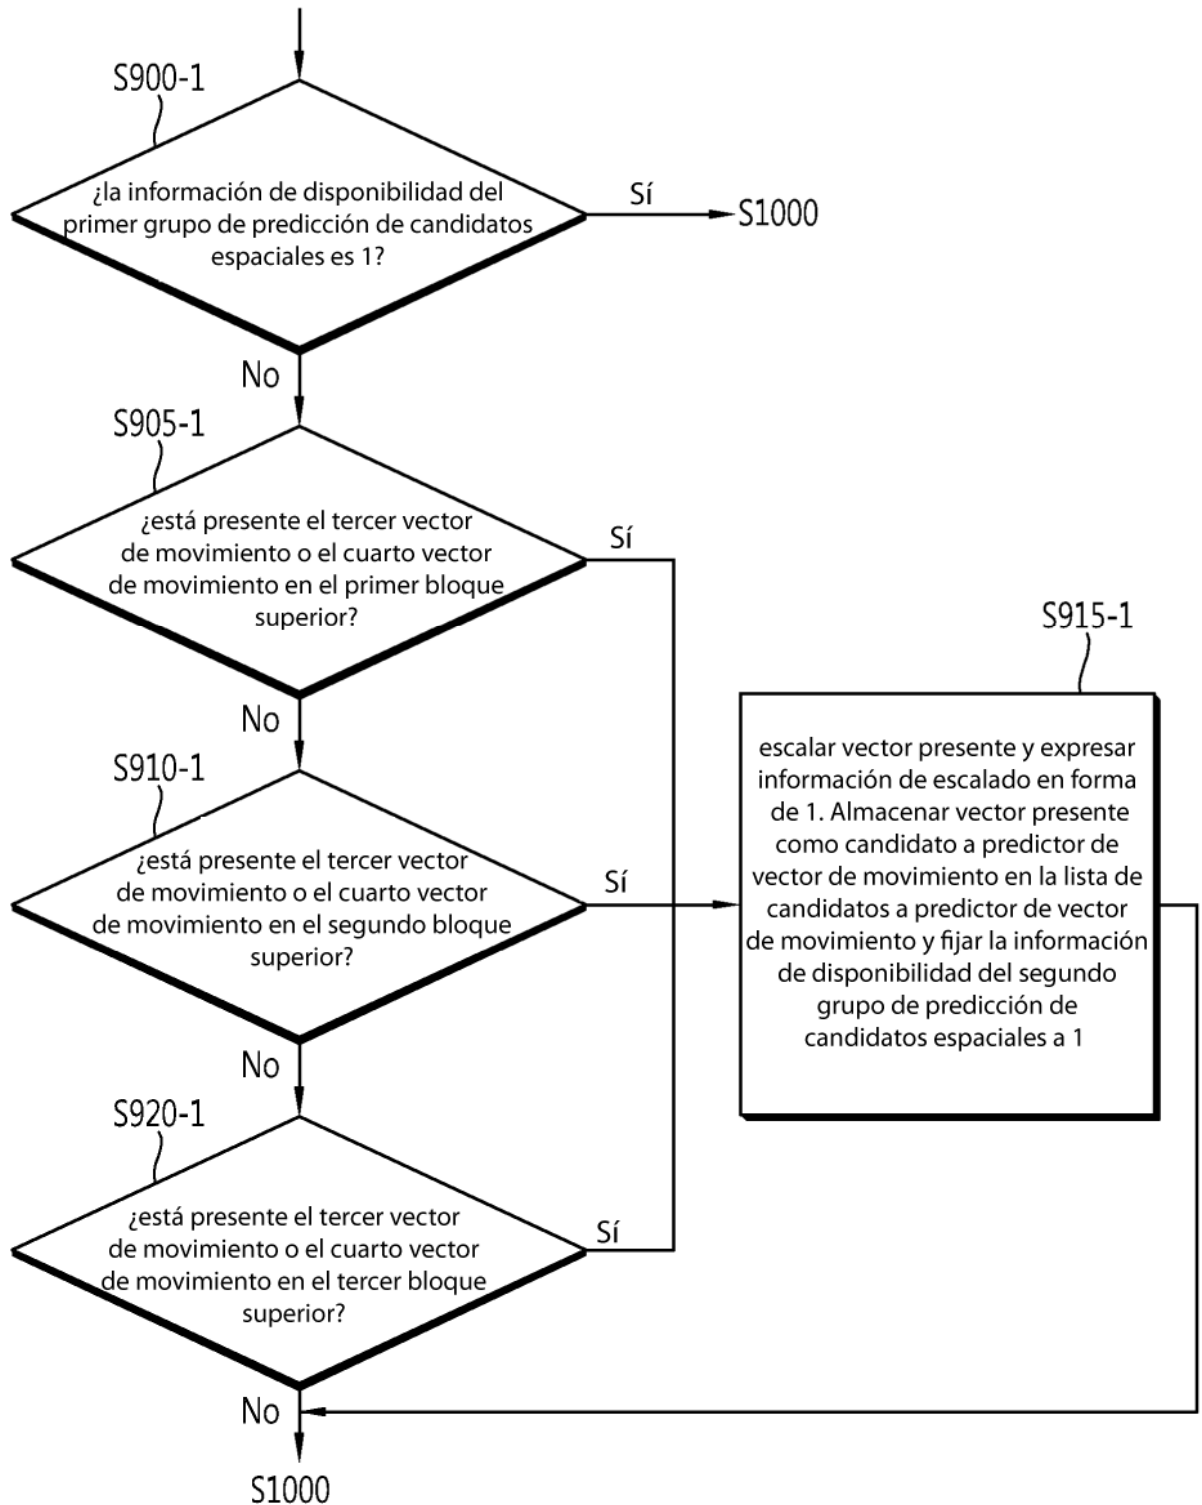 S900-1
¿la información de disponibilidad del
primer grupo de predicción de candidatos
espaciales es 1?
Sí
S1000
No
S905-1
¿está presente el tercer vector
de movimiento o el cuarto vector
de movimiento en el primer bloque
superior?
Sí
No
S910-1
¿está presente el tercer vector
de movimiento o el cuarto vector
de movimiento en el segundo bloque
superior?
Sí
S915-1
escalar vector presente y expresar
información de escalado en forma
de 1. Almacenar vector presente
como candidato a predictor de
vector de movimiento en la lista de
candidatos a predictor de vector
de movimiento y fijar la información
de disponibilidad del segundo
grupo de predicción de
candidatos espaciales a 1
No
S920-1
¿está presente el tercer vector
de movimiento o el cuarto vector
de movimiento en el tercer bloque
superior?
Sí
No
S1000